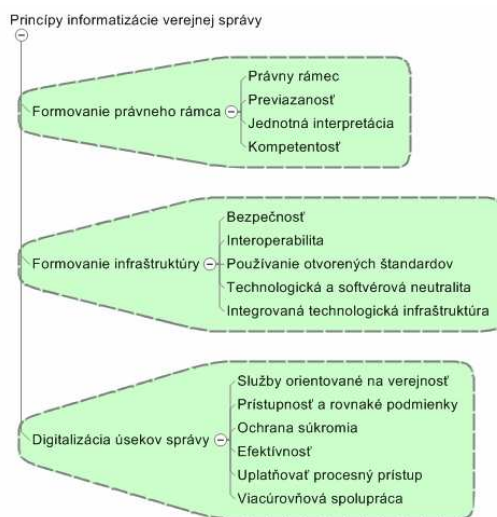 Princípy informatizácie verejnej správy
Formovanie právneho rámca
Právny rámec
Previazanosť
Jednotná interpretácia
Kompetentosť
Formovanie infraštruktúry
Bezpečnosť
Interoperabilita
Používanie otvorených štandardov
Technologická a softvérová neutralita
Integrovaná technologická infraštruktúra
Digitalizácia úsekov správy
Služby orientované na verejnosť
Prístupnosť a rovnaké podmienky
Ochrana súkromia
Efektívnosť
Uplatňovať procesný prístup
Viacúrovňová spolupráca